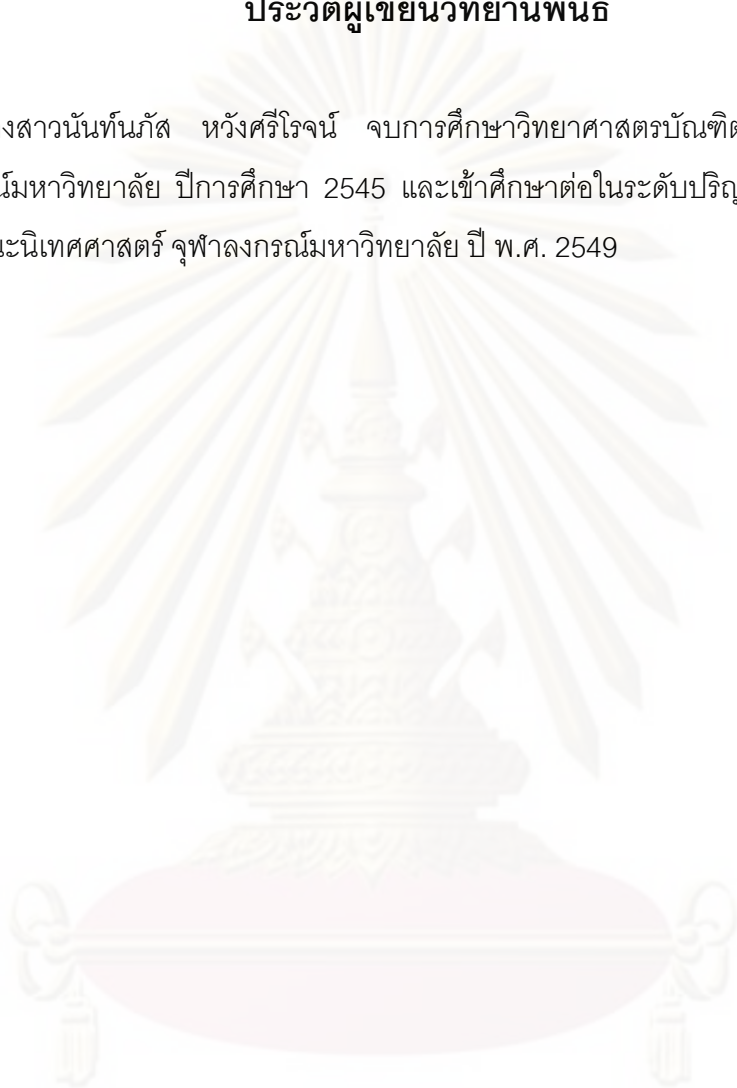 ประวัติผู้เขียนวิทยานิพนธ์
งสาวนันท์นภัส หวังศรีโรจน์ จบการศึกษาวิทยาศาสตรบัณฑิต
ณ์มหาวิทยาลัย ปีการศึกษา 2545 และเข้าศึกษาต่อในระดับปริญ
ณะนิเทศศาสตร์ จุฬาลงกรณ์มหาวิทยาลัย ปี พ.ศ. 2549